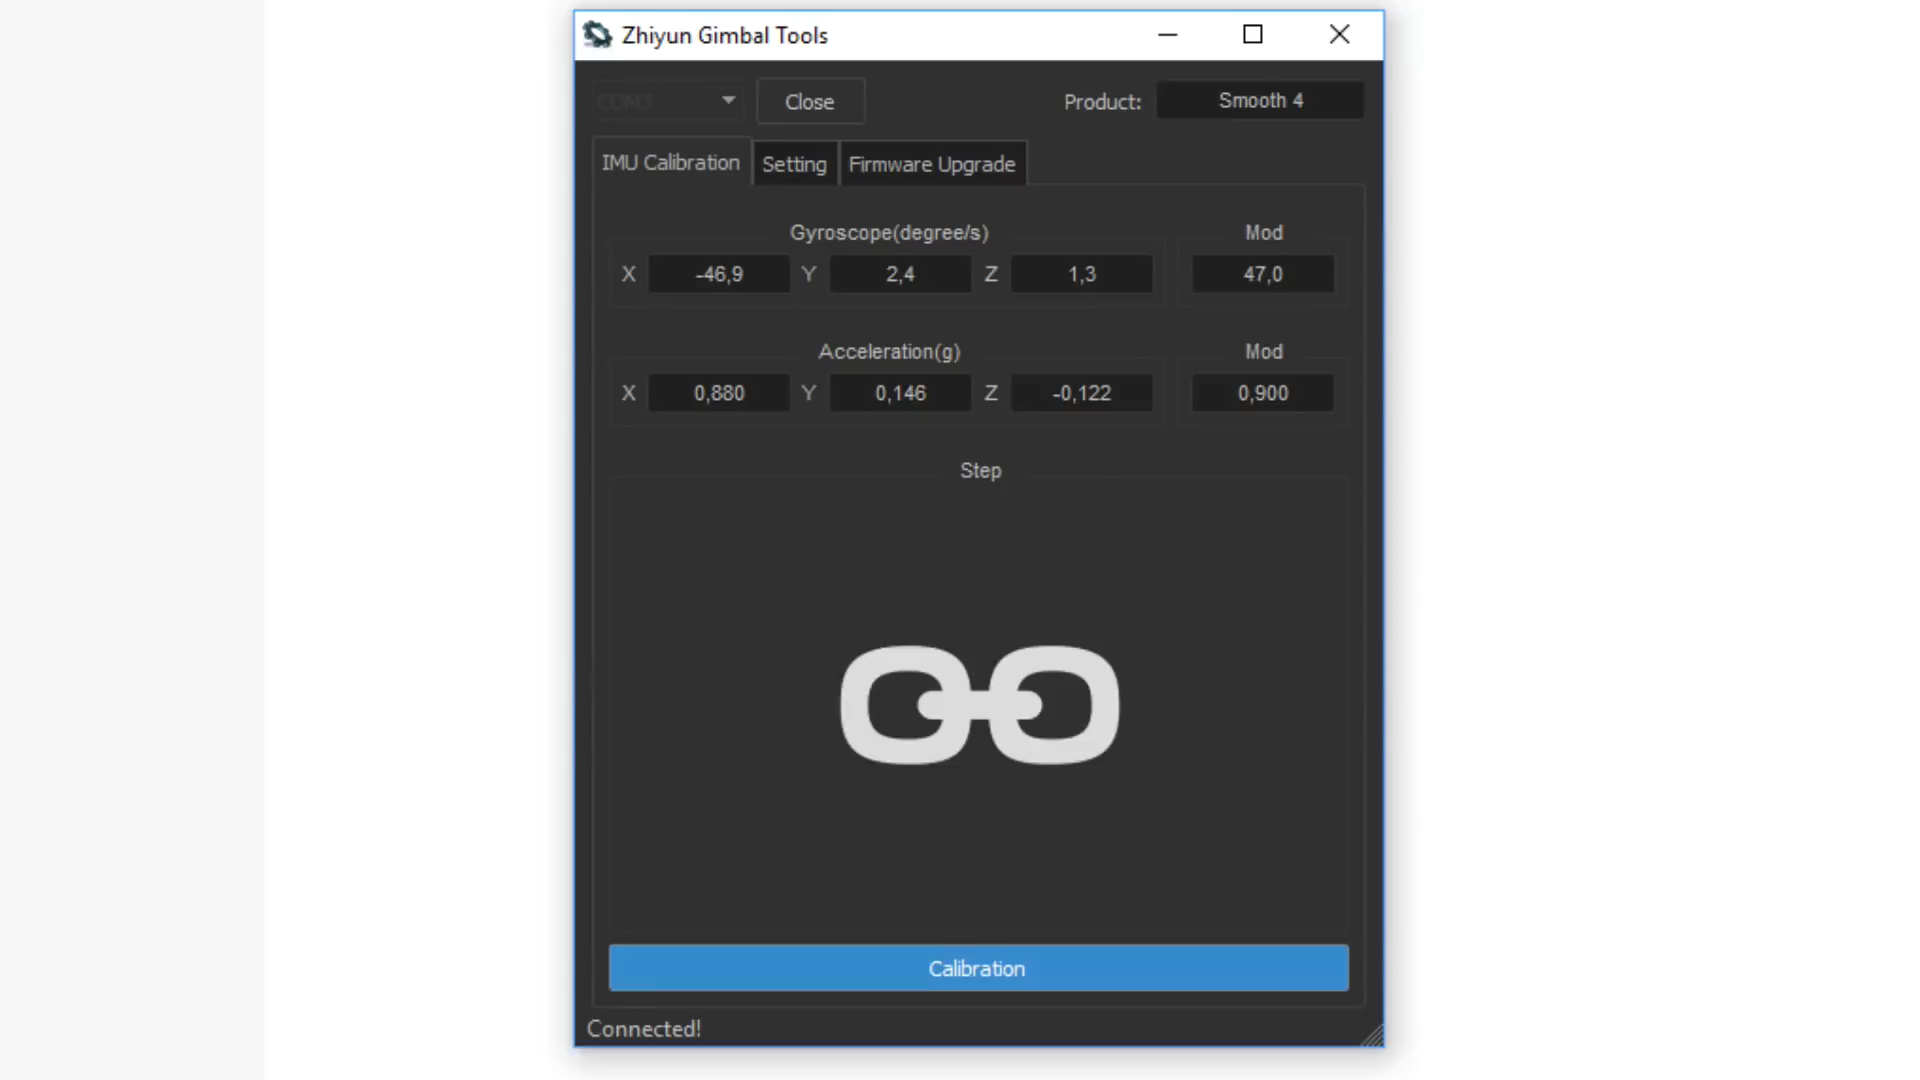 Zhiyun Gimbal Tools
Close
Product: Smooth 4
IMU Calibration Setting Firmware Upgrade
Gyroscope(degree/s) Mod
X -46,9 Y 2,4 Z 1,3 47,0
Acceleration(g) Mod
X 0,880 Y 0,146 Z -0,122 0,900
Step
Calibration
Connected!